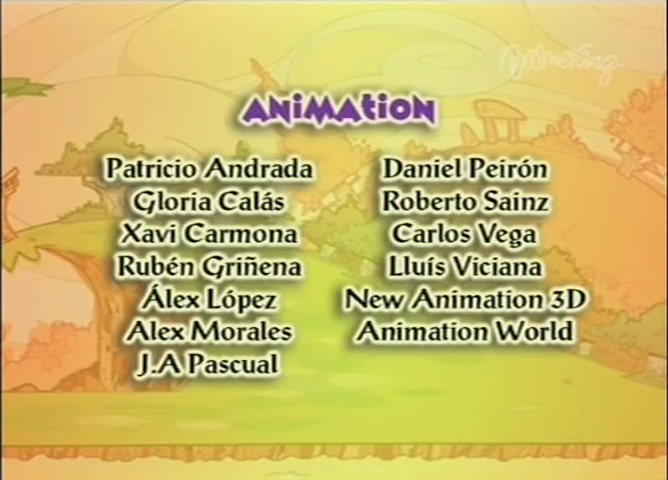 Boomerang
ANiMAtiON
Patricio Andrada
Gloria Calás
Xavi Carmona
Rubén Griñena
Álex López
Alex Morales
J.A Pascual
Daniel Peirón
Roberto Sainz
Carlos Vega
Lluís Viciana
New Animation 3D
Animation World